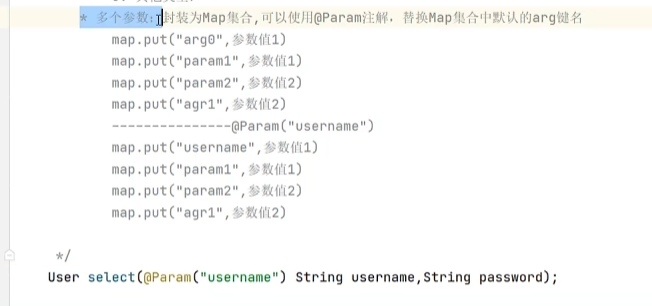 * 多个参数:封装为Map集合,可以使用@Param注解. 替换Map集合中默认的arg键名
map.put("arg0",参数值1)
map.put("param1",参数值1)
map.put("param2",参数值2)
map.put("agr1",参数值2)
---------------@Param("username")
map.put("username",参数值1)
map.put("param1",参数值1)
map.put("param2",参数值2)
map.put("agr1",参数值2)
*/
User select(@Param("username") String username,String password);